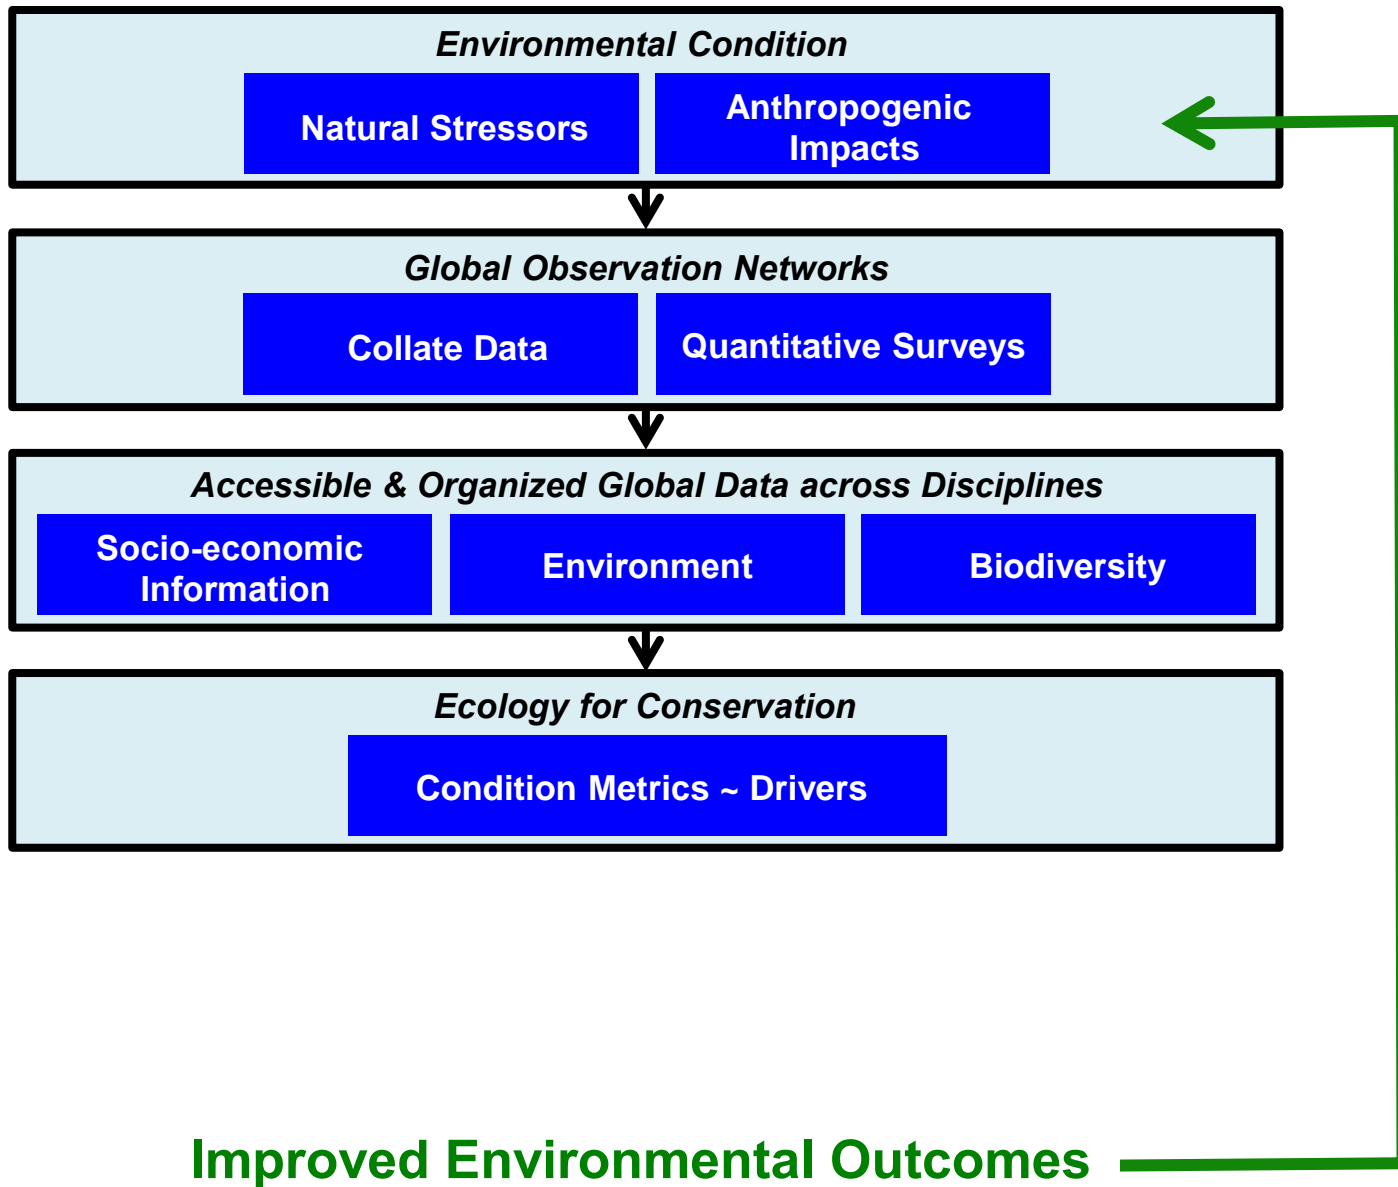 Environmental Condition
Natural Stressors
Anthropogenic
Impacts
Global Observation Networks
Collate Data
Quantitative Surveys
Accessible & Organized Global Data across Disciplines
Socio-economic
Information
Environment
Biodiversity
Ecology for Conservation
Condition Metrics ~ Drivers
Improved Environmental Outcomes